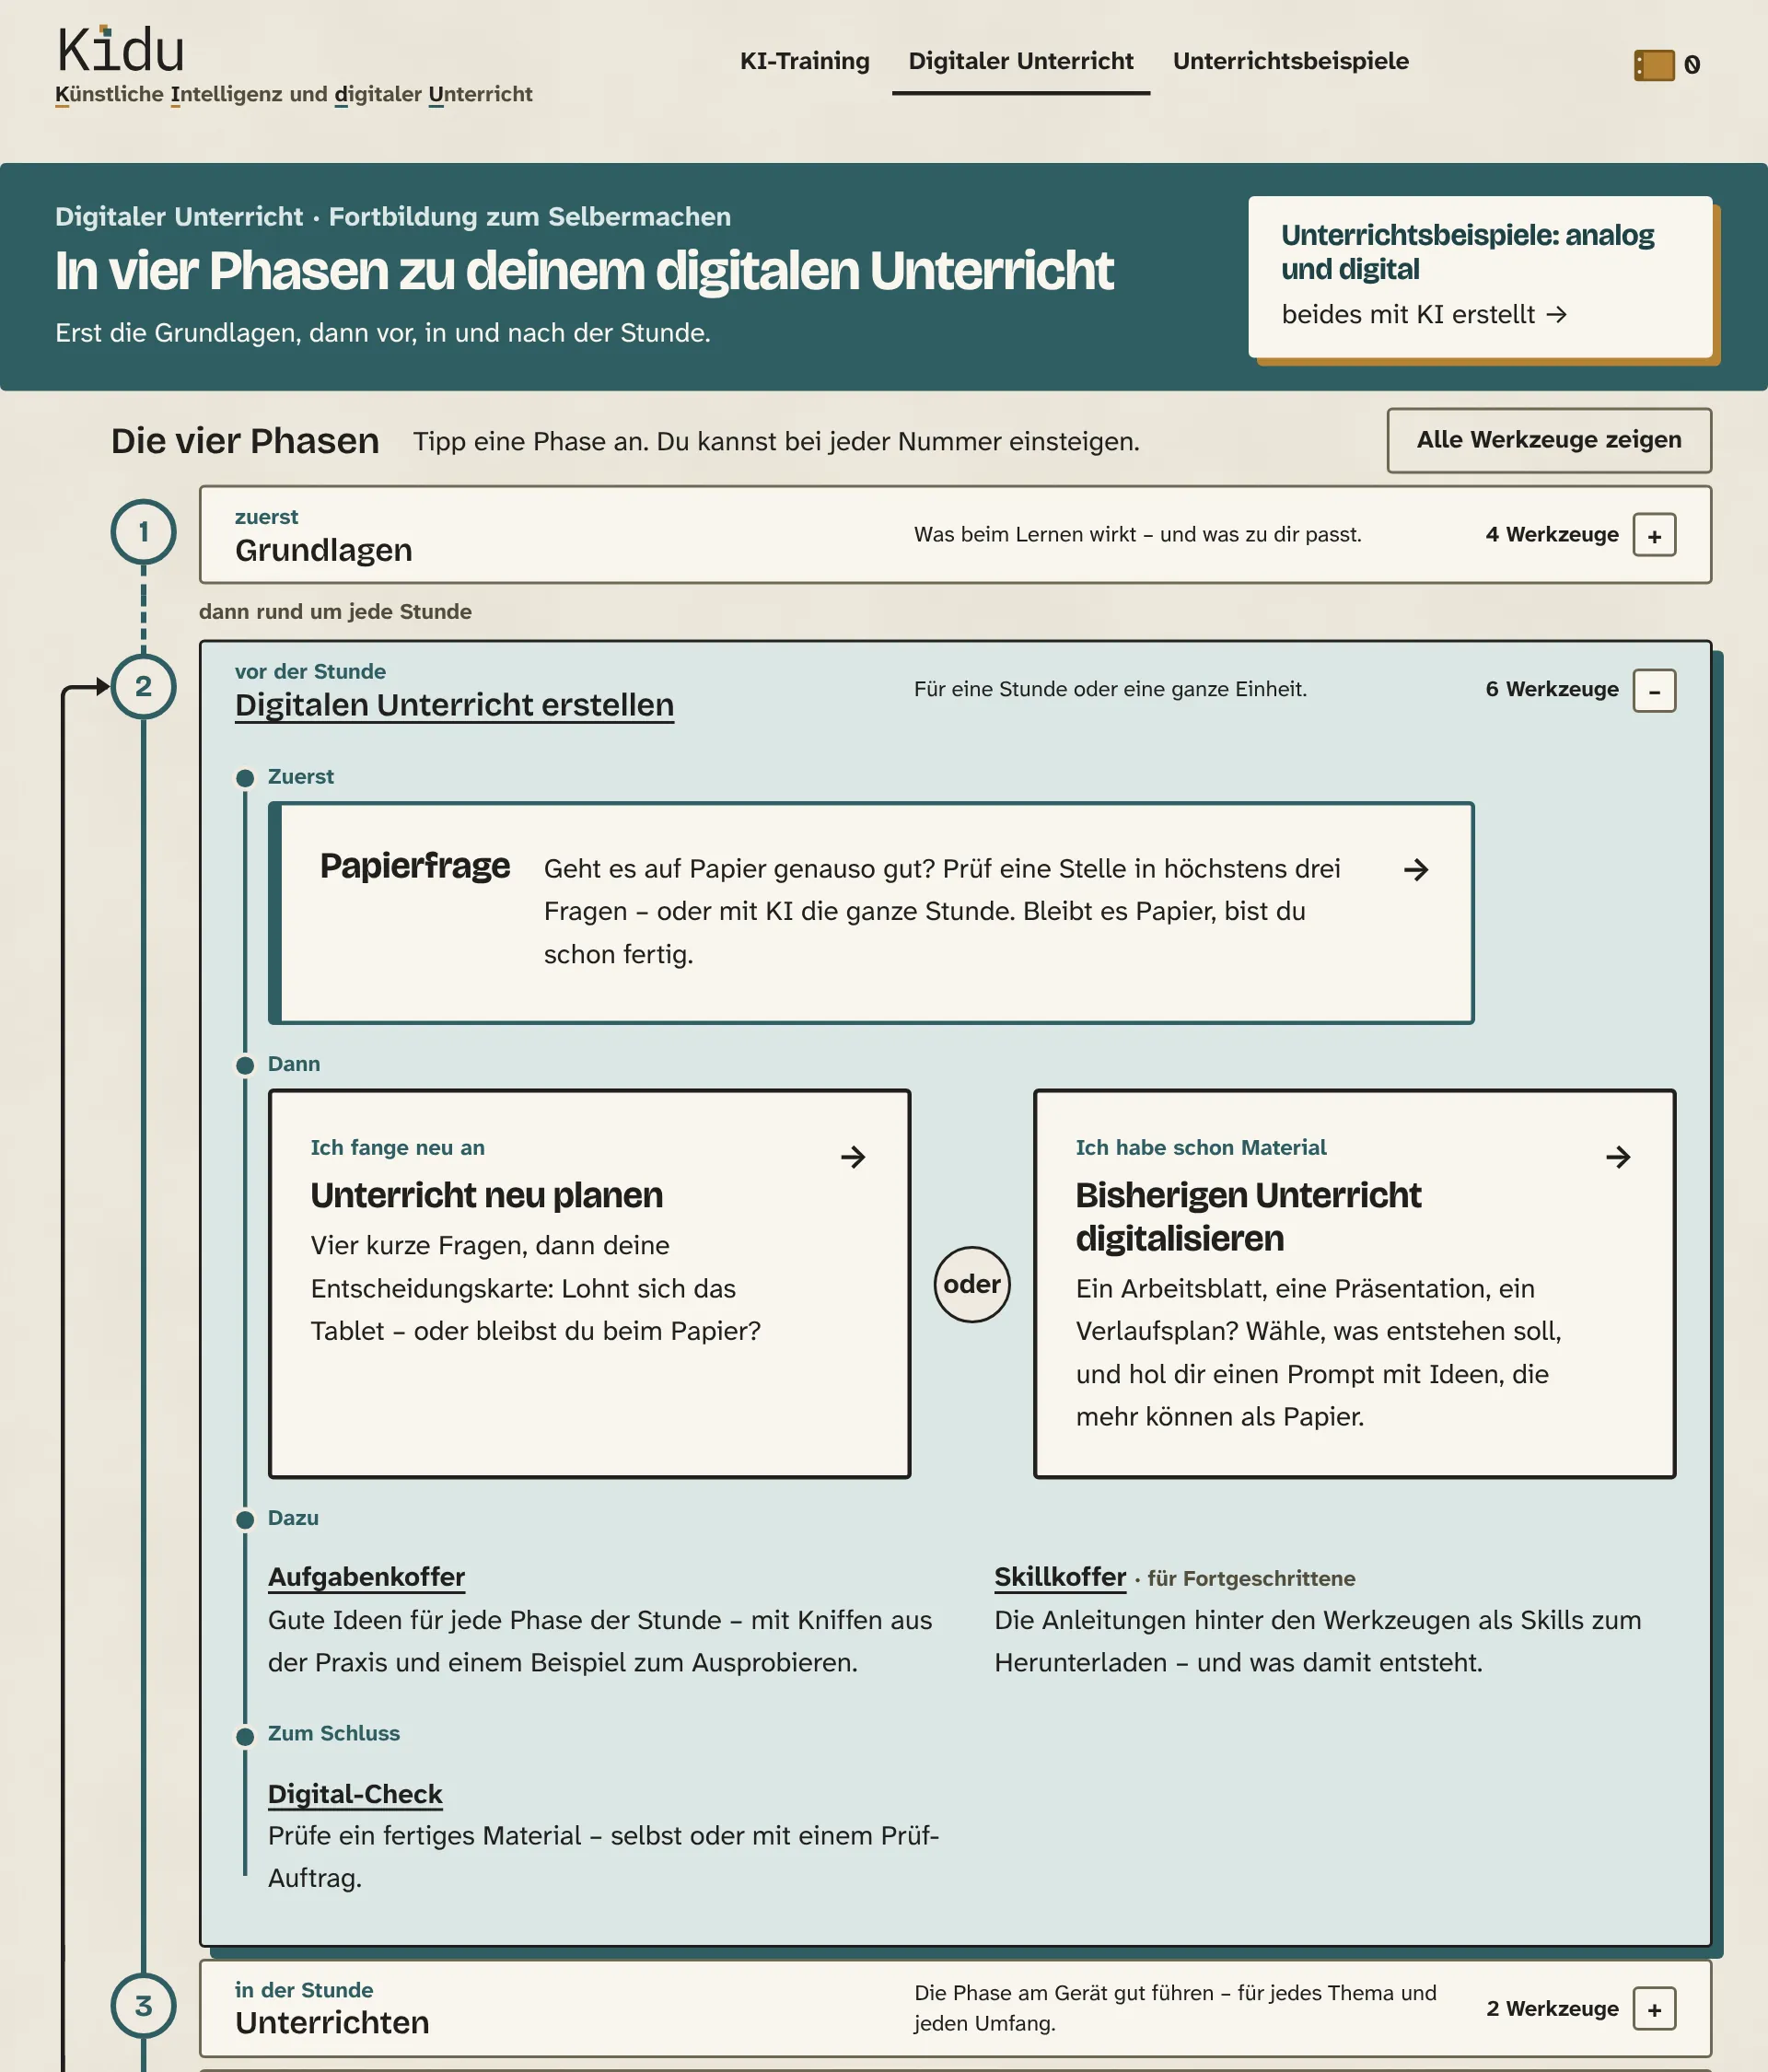 Kidu
Künstliche Intelligenz und digitaler Unterricht
KI-Training
Digitaler Unterricht
Unterrichtsbeispiele
0
Digitaler Unterricht · Fortbildung zum Selbermachen
In vier Phasen zu deinem digitalen Unterricht
Erst die Grundlagen, dann vor, in und nach der Stunde.
Unterrichtsbeispiele: analog
und digital
beides mit KI erstellt →
Die vier Phasen
Tipp eine Phase an. Du kannst bei jeder Nummer einsteigen.
Alle Werkzeuge zeigen
1
zuerst
Grundlagen
Was beim Lernen wirkt – und was zu dir passt.
4 Werkzeuge
+
dann rund um jede Stunde
2
vor der Stunde
Digitalen Unterricht erstellen
Für eine Stunde oder eine ganze Einheit.
6 Werkzeuge
–
Zuerst
Papierfrage
Geht es auf Papier genauso gut? Prüf eine Stelle in höchstens drei
Fragen – oder mit KI die ganze Stunde. Bleibt es Papier, bist du
schon fertig.
→
Dann
Ich fange neu an
→
Unterricht neu planen
Vier kurze Fragen, dann deine
Entscheidungskarte: Lohnt sich das
Tablet – oder bleibst du beim Papier?
oder
Ich habe schon Material
→
Bisherigen Unterricht
digitalisieren
Ein Arbeitsblatt, eine Präsentation, ein
Verlaufsplan? Wähle, was entstehen soll,
und hol dir einen Prompt mit Ideen, die
mehr können als Papier.
Dazu
Aufgabenkoffer
Gute Ideen für jede Phase der Stunde – mit Kniffen aus
der Praxis und einem Beispiel zum Ausprobieren.
Skillkoffer · für Fortgeschrittene
Die Anleitungen hinter den Werkzeugen als Skills zum
Herunterladen – und was damit entsteht.
Zum Schluss
Digital-Check
Prüfe ein fertiges Material – selbst oder mit einem Prüf-
Auftrag.
3
in der Stunde
Unterrichten
Die Phase am Gerät gut führen – für jedes Thema und
jeden Umfang.
2 Werkzeuge
+